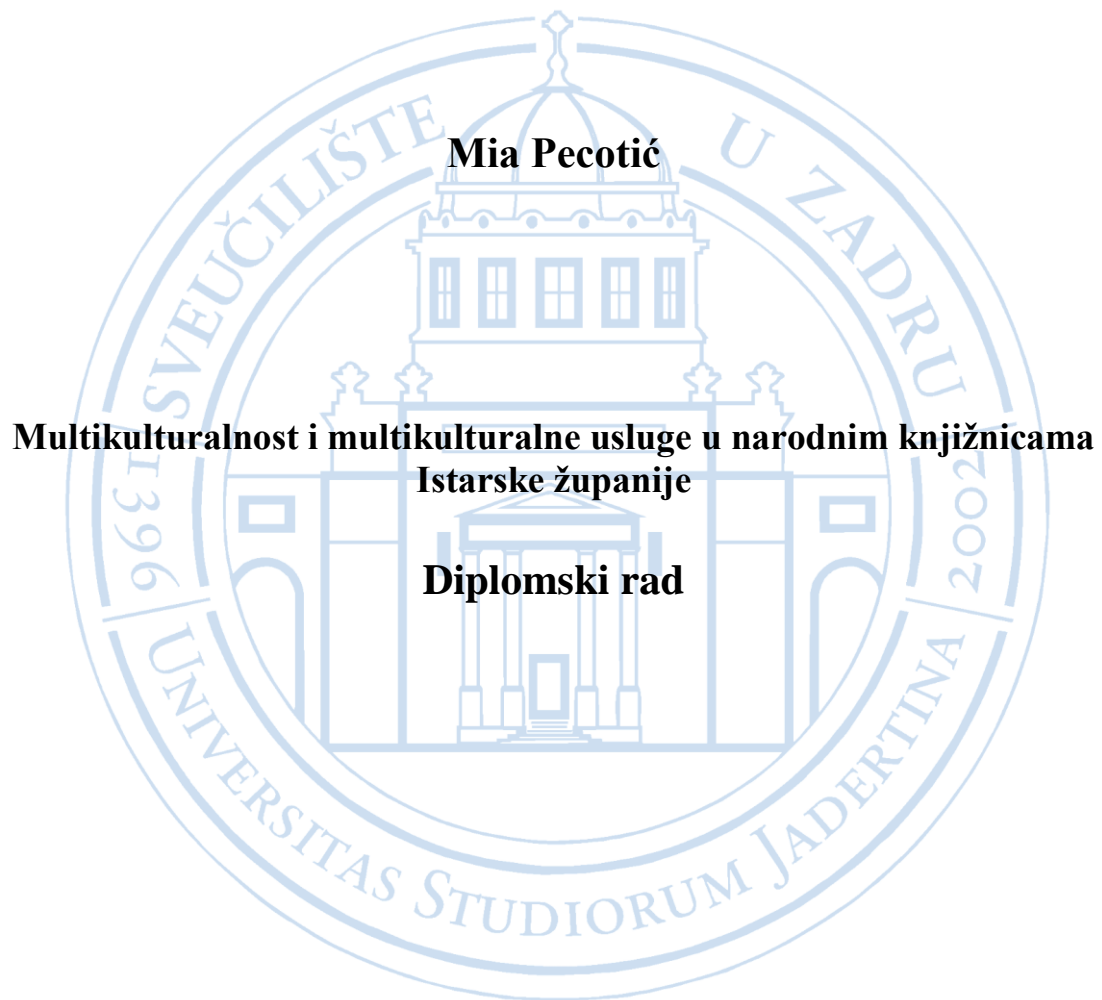 SVEUČILIŠTE U ZADRU
Mia Pecotić
Multikulturalnost i multikulturalne usluge u narodnim knjižnicama
Istarske županije
Diplomski rad
1396
2002
UNIVERSITAS STUDIORUM JADERTINA